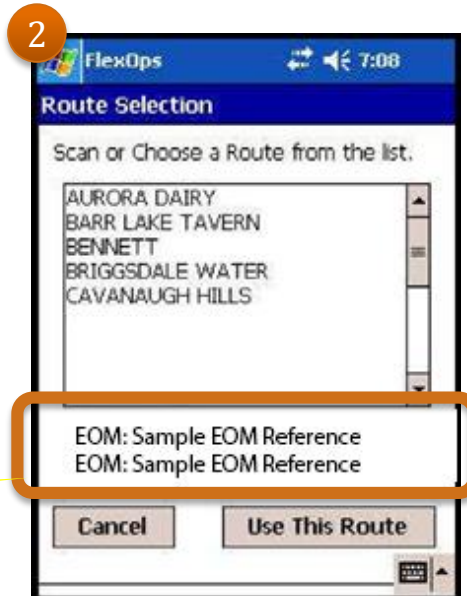 2
FlexOps 7:08
Route Selection
Scan or Choose a Route from the list.
AURORA DAIRY
BARR LAKE TAVERN
BENNETT
BRIGGSDALE WATER
CAVANAUGH HILLS
EOM: Sample EOM Reference
EOM: Sample EOM Reference
Cancel Use This Route